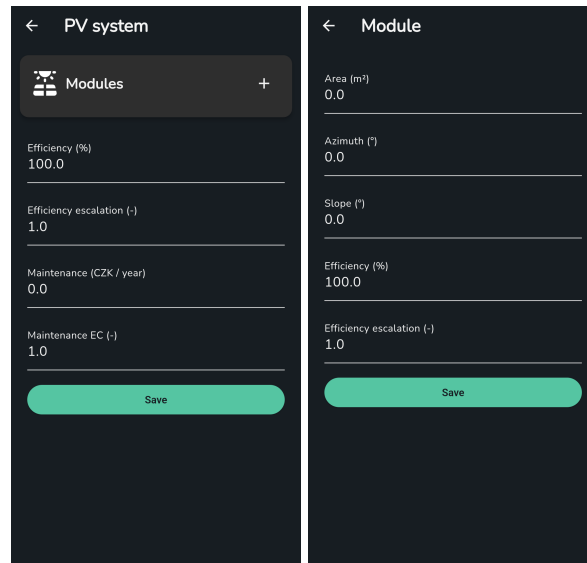 PV system
Modules
Efficiency (%)
100.0
Efficiency escalation (-)
1.0
Maintenance (CZK / year)
0.0
Maintenance EC (-)
1.0
Save
Module
Area (m²)
0.0
Azimuth (°)
0.0
Slope (°)
0.0
Efficiency (%)
100.0
Efficiency escalation (-)
1.0
Save